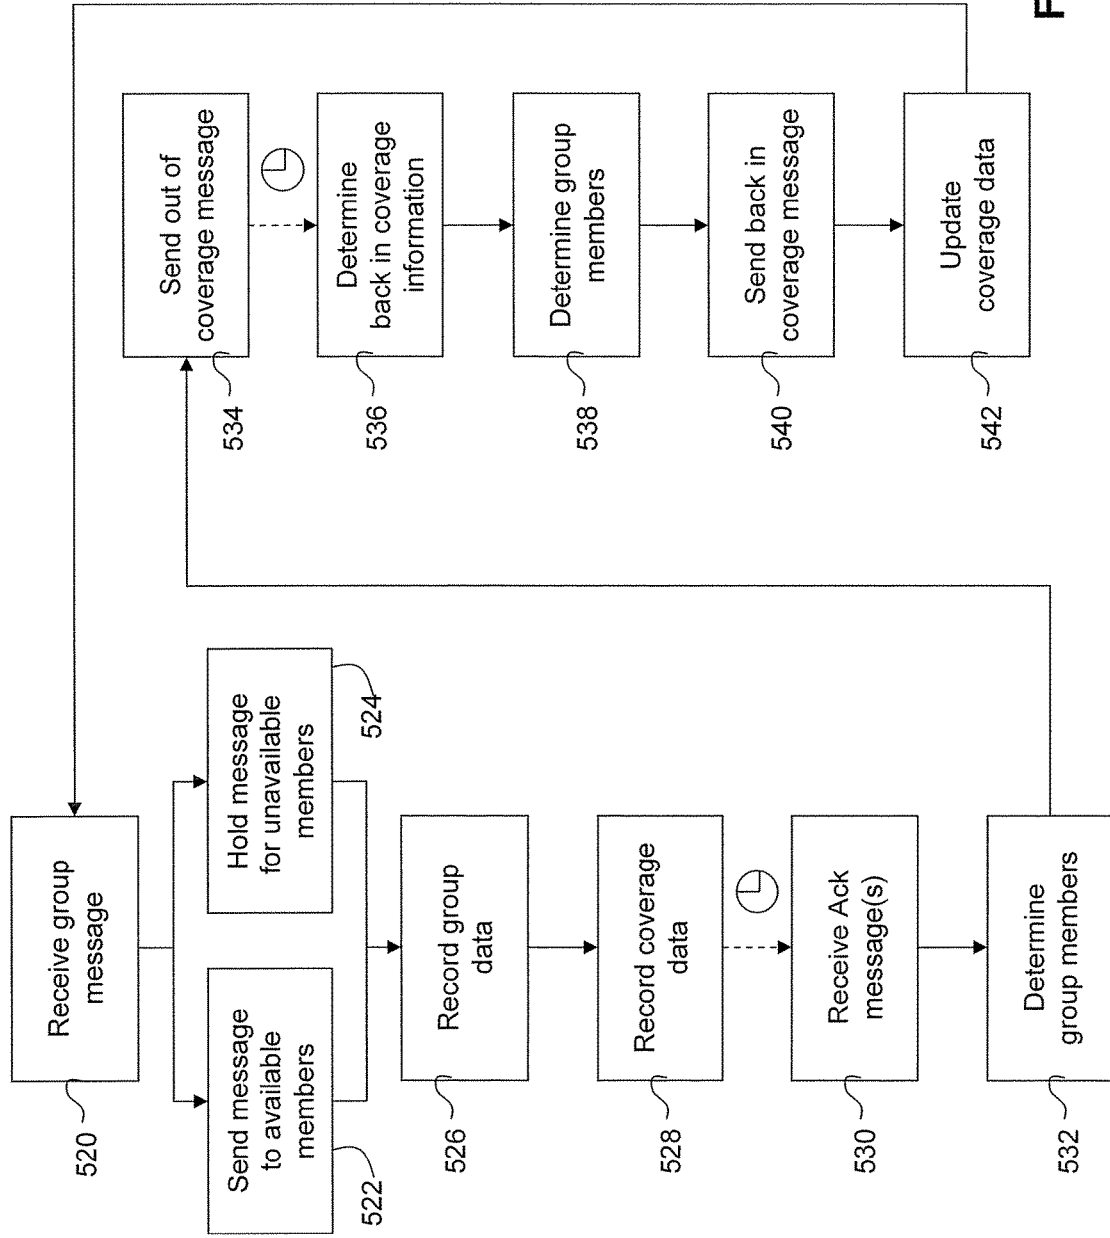 Receive group
message
520
Send message
to available
members
522
Hold message
for unavailable
members
524
Record group
data
526
Record coverage
data
528
Receive Ack
message(s)
530
Determine
group members
532
Send out of
coverage message
534
Determine
back in coverage
information
536
Determine group
members
538
Send back in
coverage message
540
Update
coverage data
542
F